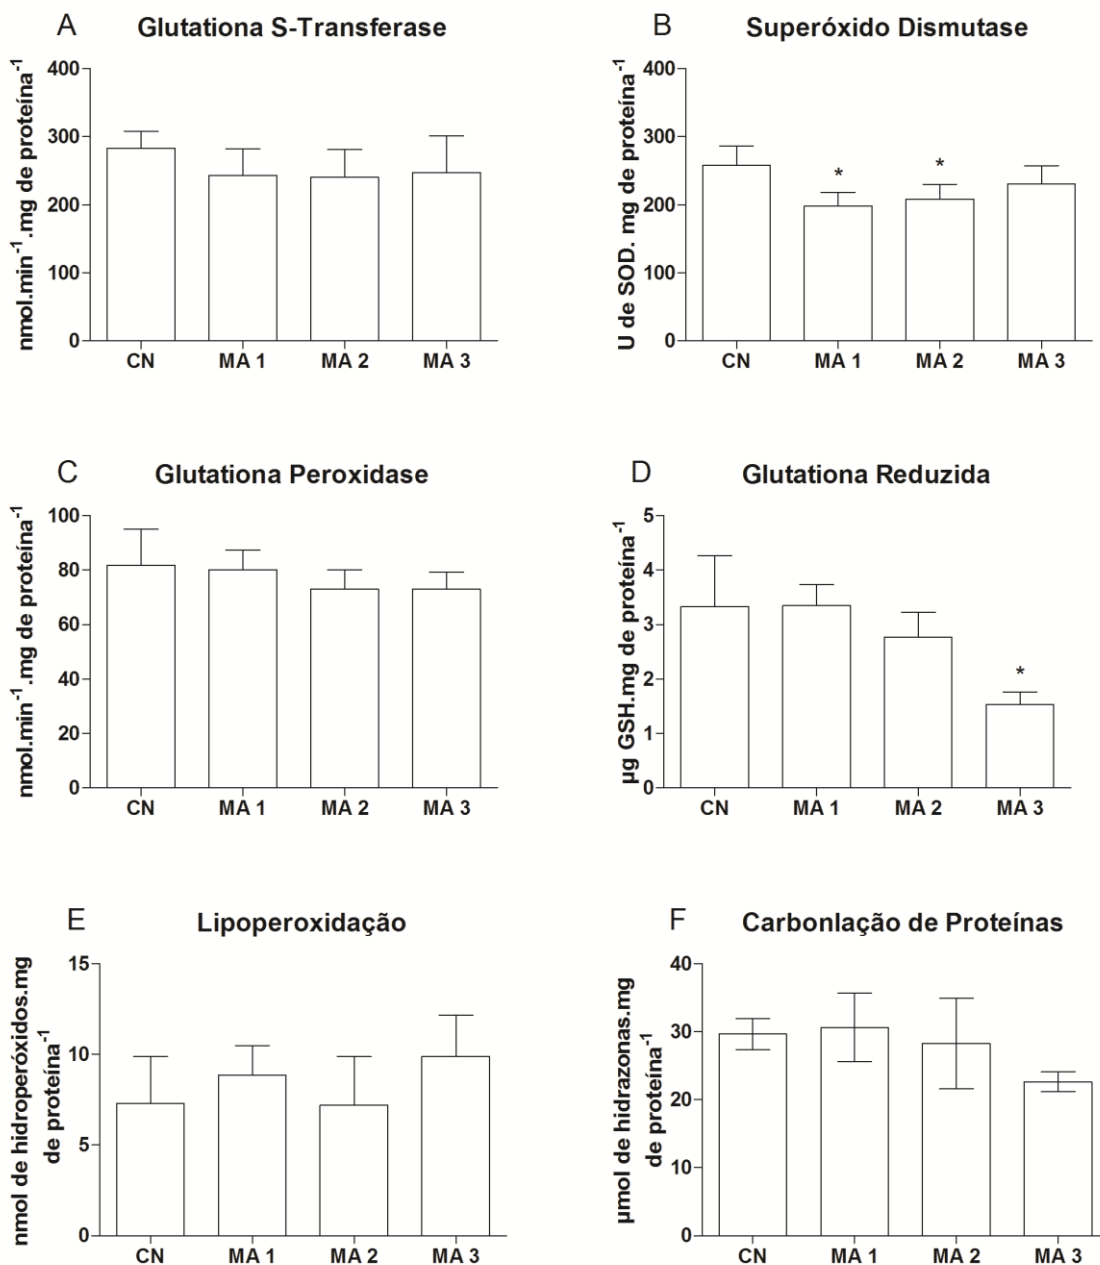 A Glutationa S-Transferase
nmol.min⁻¹.mg de proteína⁻¹
400
300
200
100
0
CN MA 1 MA 2 MA 3
B Superóxido Dismutase
U de SOD. mg de proteína⁻¹
400
300
200
100
0
* *
CN MA 1 MA 2 MA 3
C Glutationa Peroxidase
nmol.min⁻¹.mg de proteína⁻¹
100
80
60
40
20
0
CN MA 1 MA 2 MA 3
D Glutationa Reduzida
µg GSH.mg de proteína⁻¹
5
4
3
2
1
0
*
CN MA 1 MA 2 MA 3
E Lipoperoxidação
nmol de hidroperóxidos.mg
de proteína⁻¹
15
10
5
0
CN MA 1 MA 2 MA 3
F Carbonlação de Proteínas
µmol de hidrazonas.mg
de proteína⁻¹
40
30
20
10
0
CN MA 1 MA 2 MA 3